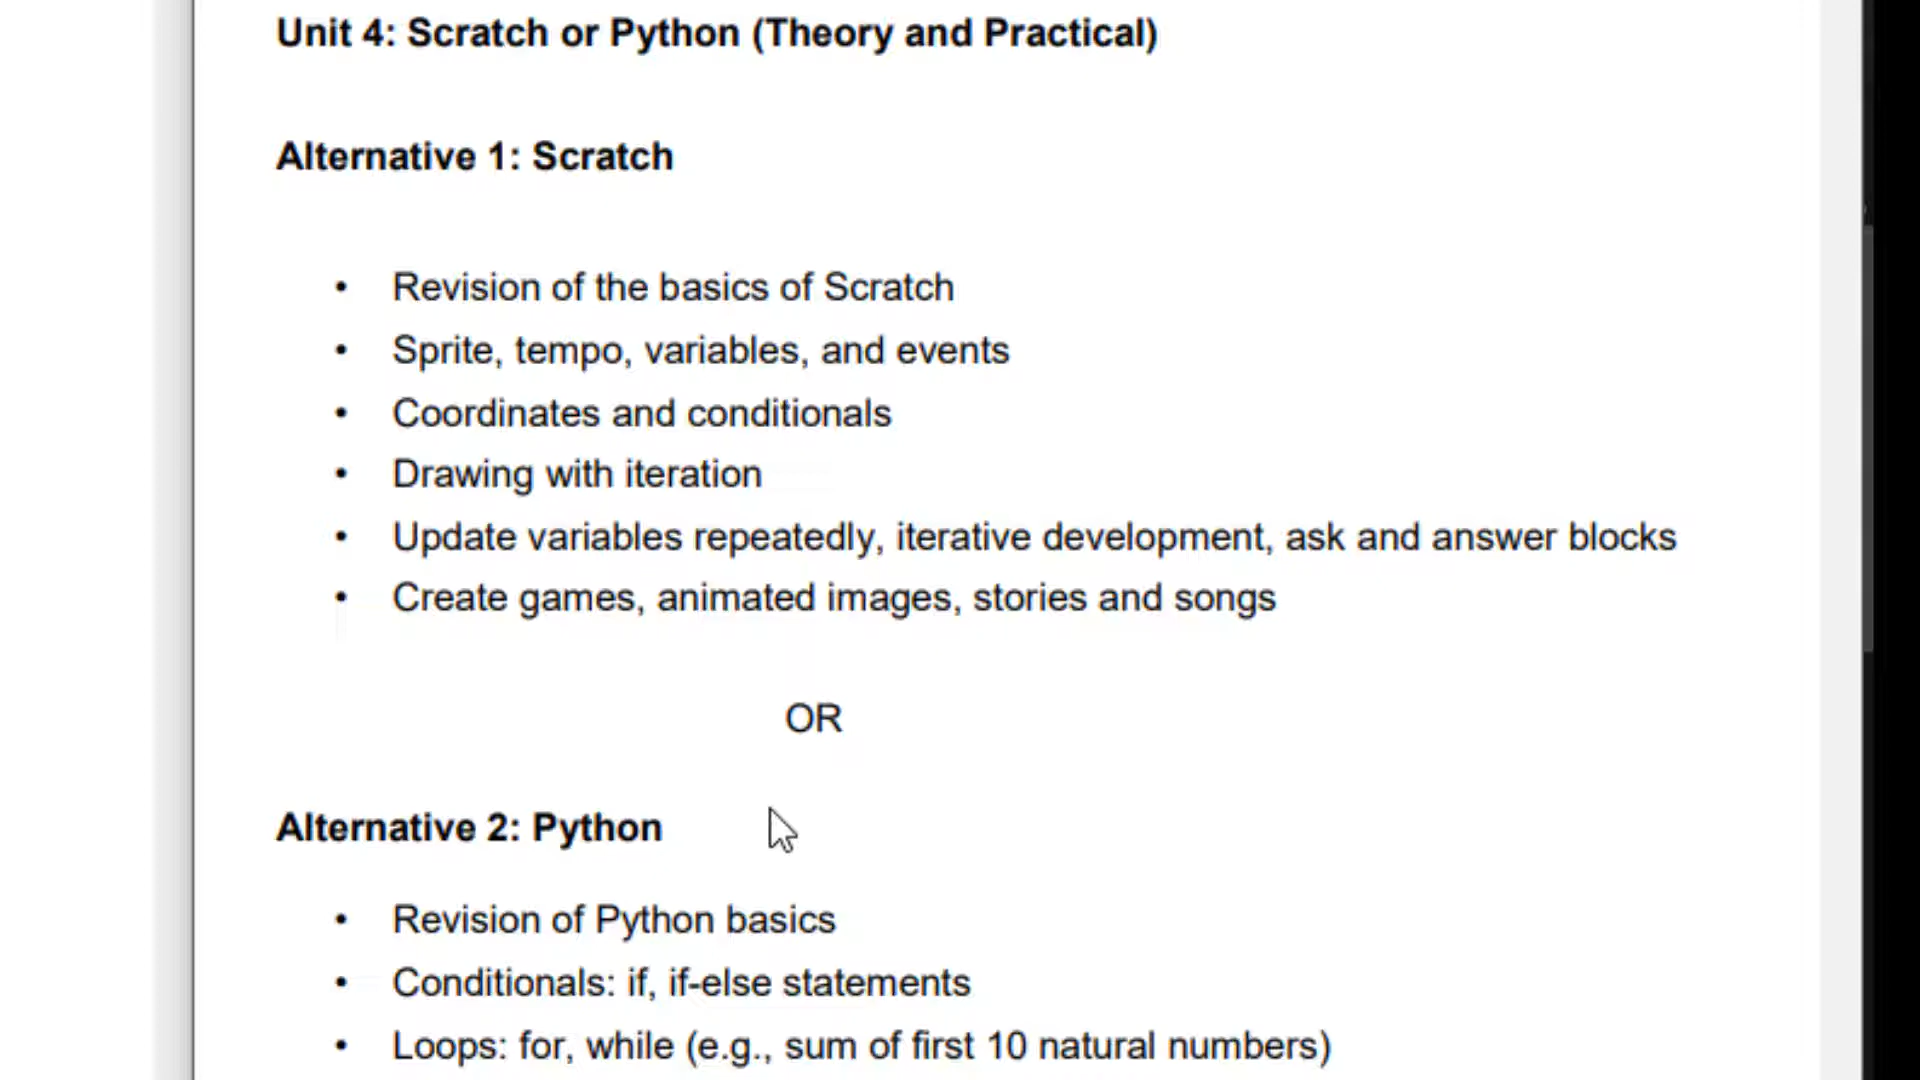 Unit 4: Scratch or Python (Theory and Practical)
Alternative 1: Scratch
• Revision of the basics of Scratch
• Sprite, tempo, variables, and events
• Coordinates and conditionals
• Drawing with iteration
• Update variables repeatedly, iterative development, ask and answer blocks
• Create games, animated images, stories and songs
OR
Alternative 2: Python
• Revision of Python basics
• Conditionals: if, if-else statements
• Loops: for, while (e.g., sum of first 10 natural numbers)